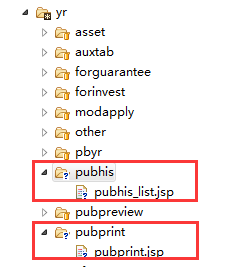 yr
asset
auxtab
forguarantee
forinvest
modapply
other
pbyr
pubhis
pubhis_list.jsp
pubpreview
pubprint
pubprint.jsp